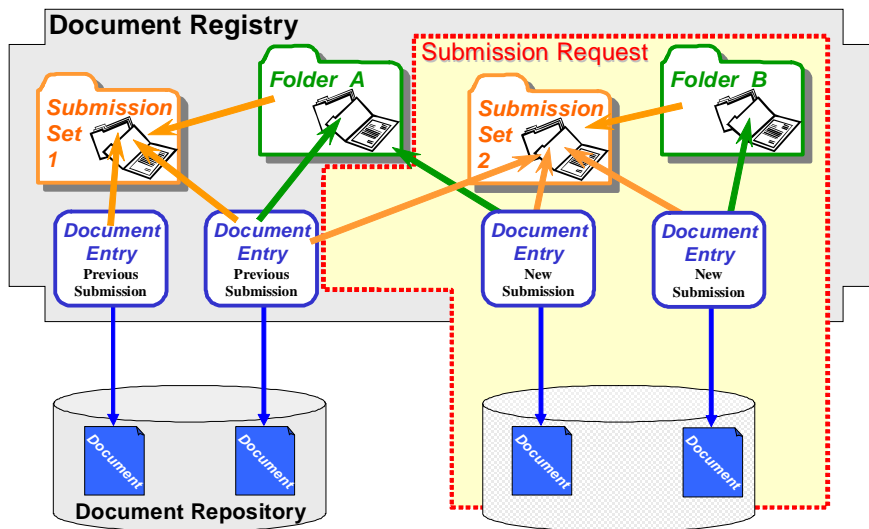 Document Registry
Submission Request
Submission
Set
1
Folder A
Submission
Set
2
Folder B
Document
Entry
Previous
Submission
Document
Entry
Previous
Submission
Document
Entry
New
Submission
Document
Entry
New
Submission
Document
Document
Document
Document
Document Repository